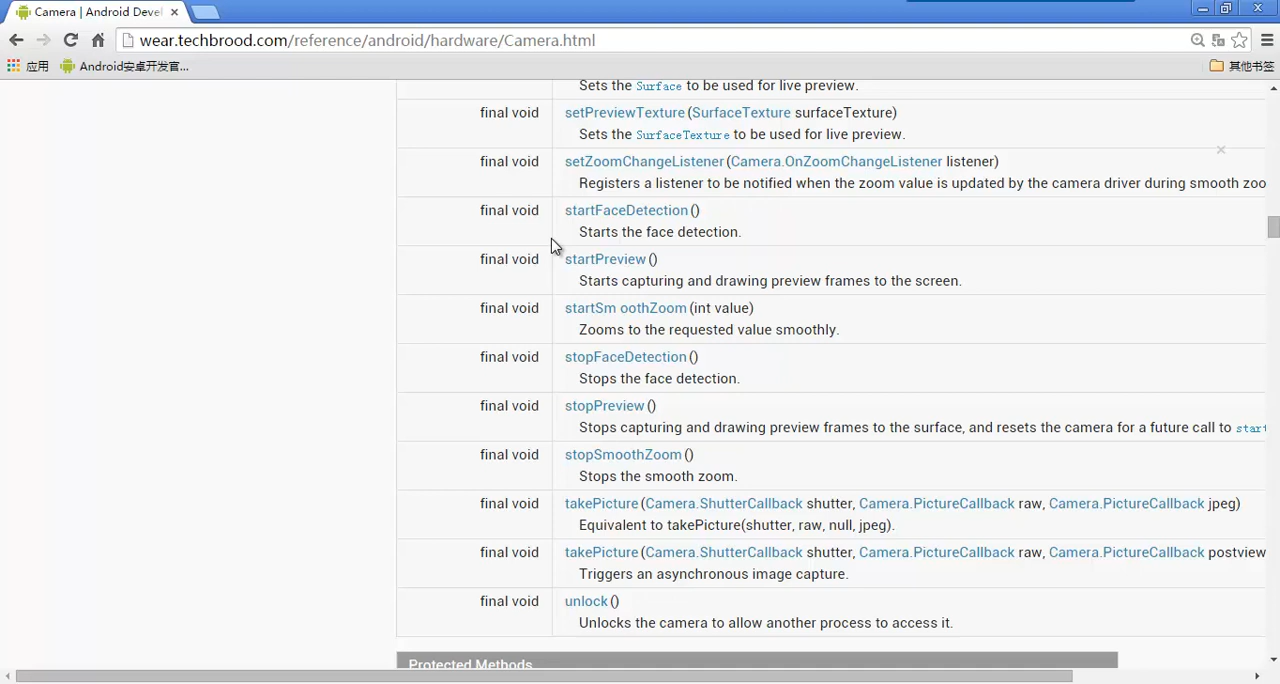 Camera | Android Deve
wear.techbrood.com/reference/android/hardware/Camera.html
应用 Android安卓开发官... 其他书签
Sets the Surface to be used for live preview.
final void setPreviewTexture(SurfaceTexture surfaceTexture)
Sets the SurfaceTexture to be used for live preview.
final void setZoomChangeListener(Camera.OnZoomChangeListener listener)
Registers a listener to be notified when the zoom value is updated by the camera driver during smooth zoo
final void startFaceDetection()
Starts the face detection.
final void startPreview()
Starts capturing and drawing preview frames to the screen.
final void startSm oothZoom(int value)
Zooms to the requested value smoothly.
final void stopFaceDetection()
Stops the face detection.
final void stopPreview()
Stops capturing and drawing preview frames to the surface, and resets the camera for a future call to start
final void stopSmoothZoom()
Stops the smooth zoom.
final void takePicture(Camera.ShutterCallback shutter, Camera.PictureCallback raw, Camera.PictureCallback jpeg)
Equivalent to takePicture(shutter, raw, null, jpeg).
final void takePicture(Camera.ShutterCallback shutter, Camera.PictureCallback raw, Camera.PictureCallback postview
Triggers an asynchronous image capture.
final void unlock()
Unlocks the camera to allow another process to access it.
Protected Methods